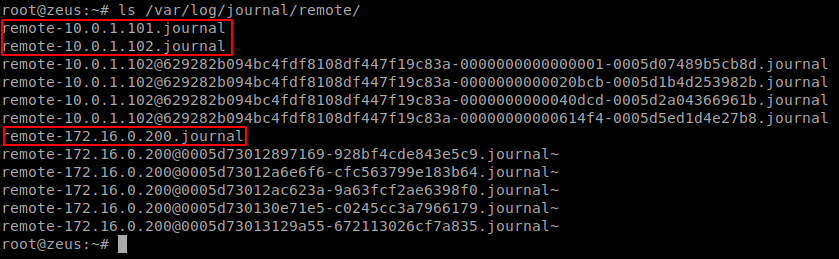 root@zeus:~# ls /var/log/journal/remote/
remote-10.0.1.101.journal
remote-10.0.1.102.journal
remote-10.0.1.102@629282b094bc4fdf8108df447f19c83a-0000000000000001-0005d07489b5cb8d.journal
remote-10.0.1.102@629282b094bc4fdf8108df447f19c83a-0000000000020bcb-0005d1b4d253982b.journal
remote-10.0.1.102@629282b094bc4fdf8108df447f19c83a-0000000000040dcd-0005d2a04366961b.journal
remote-10.0.1.102@629282b094bc4fdf8108df447f19c83a-00000000000614f4-0005d5ed1d4e27b8.journal
remote-172.16.0.200.journal
remote-172.16.0.200@0005d73012897169-928bf4cde843e5c9.journal~
remote-172.16.0.200@0005d73012a6e6f6-cfc563799e183b64.journal~
remote-172.16.0.200@0005d73012ac623a-9a63fcf2ae6398f0.journal~
remote-172.16.0.200@0005d730130e71e5-c0245cc3a7966179.journal~
remote-172.16.0.200@0005d73013129a55-672113026cf7a835.journal~
root@zeus:~#